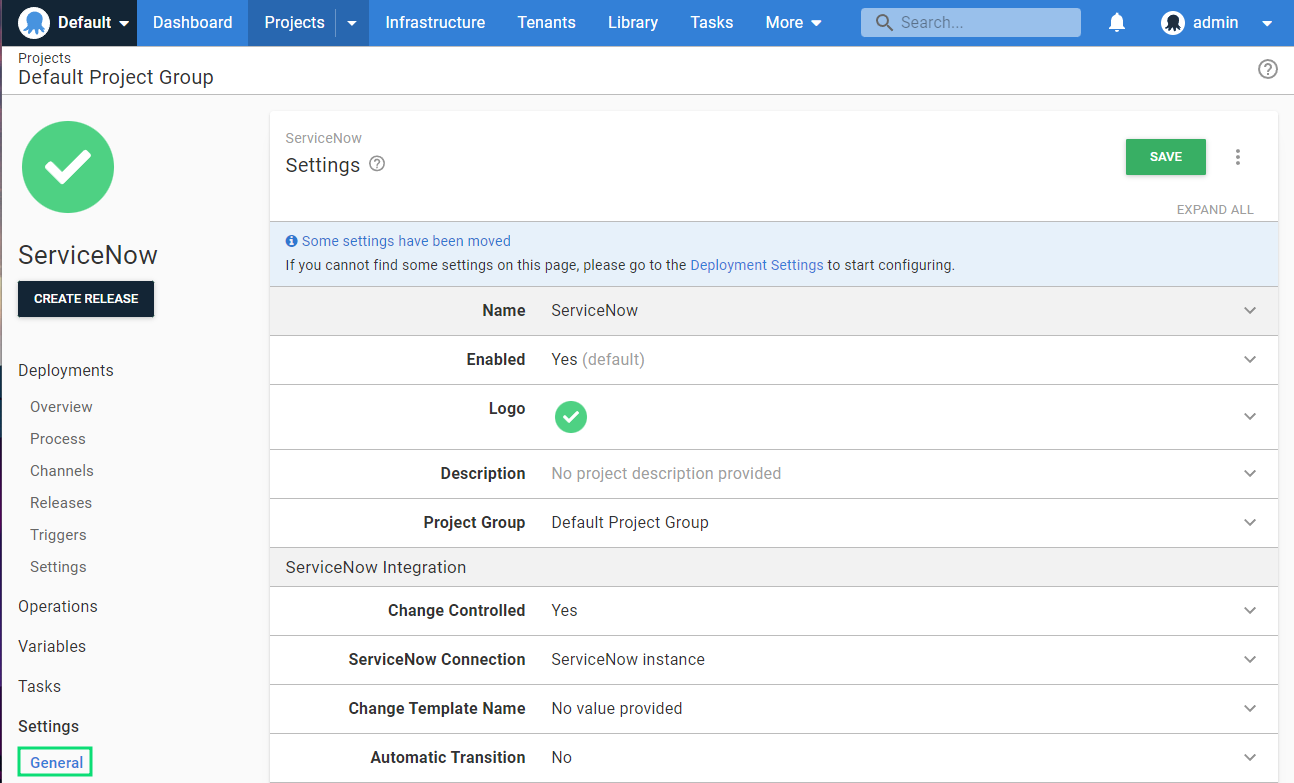 Default Dashboard Projects Infrastructure Tenants Library Tasks More Search... admin
Projects
Default Project Group
ServiceNow
CREATE RELEASE
Deployments
Overview
Process
Channels
Releases
Triggers
Settings
Operations
Variables
Tasks
Settings
General
ServiceNow
Settings
SAVE
EXPAND ALL
Some settings have been moved
If you cannot find some settings on this page, please go to the Deployment Settings to start configuring.
Name ServiceNow
Enabled Yes (default)
Logo
Description No project description provided
Project Group Default Project Group
ServiceNow Integration
Change Controlled Yes
ServiceNow Connection ServiceNow instance
Change Template Name No value provided
Automatic Transition No